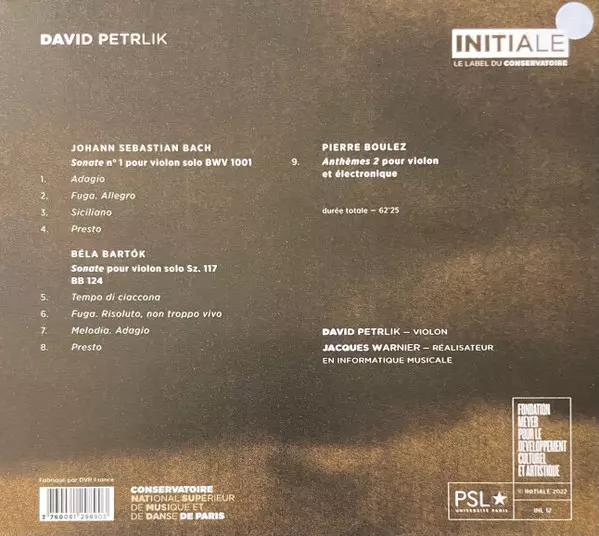 DAVID PETRLIK
INITIALE
LE LABEL DU CONSERVATOIRE
JOHANN SEBASTIAN BACH
Sonate n° 1 pour violon solo BWV 1001
1. Adagio
2. Fuga. Allegro
3. Siciliano
4. Presto
BÉLA BARTÓK
Sonate pour violon solo Sz. 117
BB 124
5. Tempo di ciaccona
6. Fuga. Risoluto, non troppo vivo
7. Melodia. Adagio
8. Presto
PIERRE BOULEZ
9. Anthèmes 2 pour violon
et électronique
durée totale – 62'25
DAVID PETRLIK – VIOLON
JACQUES WARNIER – RÉALISATEUR
EN INFORMATIQUE MUSICALE
Fabriqué par DVR France
CONSERVATOIRE
NATIONAL SUPÉRIEUR
DE MUSIQUE ET
DE DANSE DE PARIS
PSL★
UNIVERSITÉ PARIS
FONDATION
MEYER
POUR LE
DÉVELOPPEMENT
CULTUREL
ET ARTISTIQUE
© INITIALE 2022
INL 12